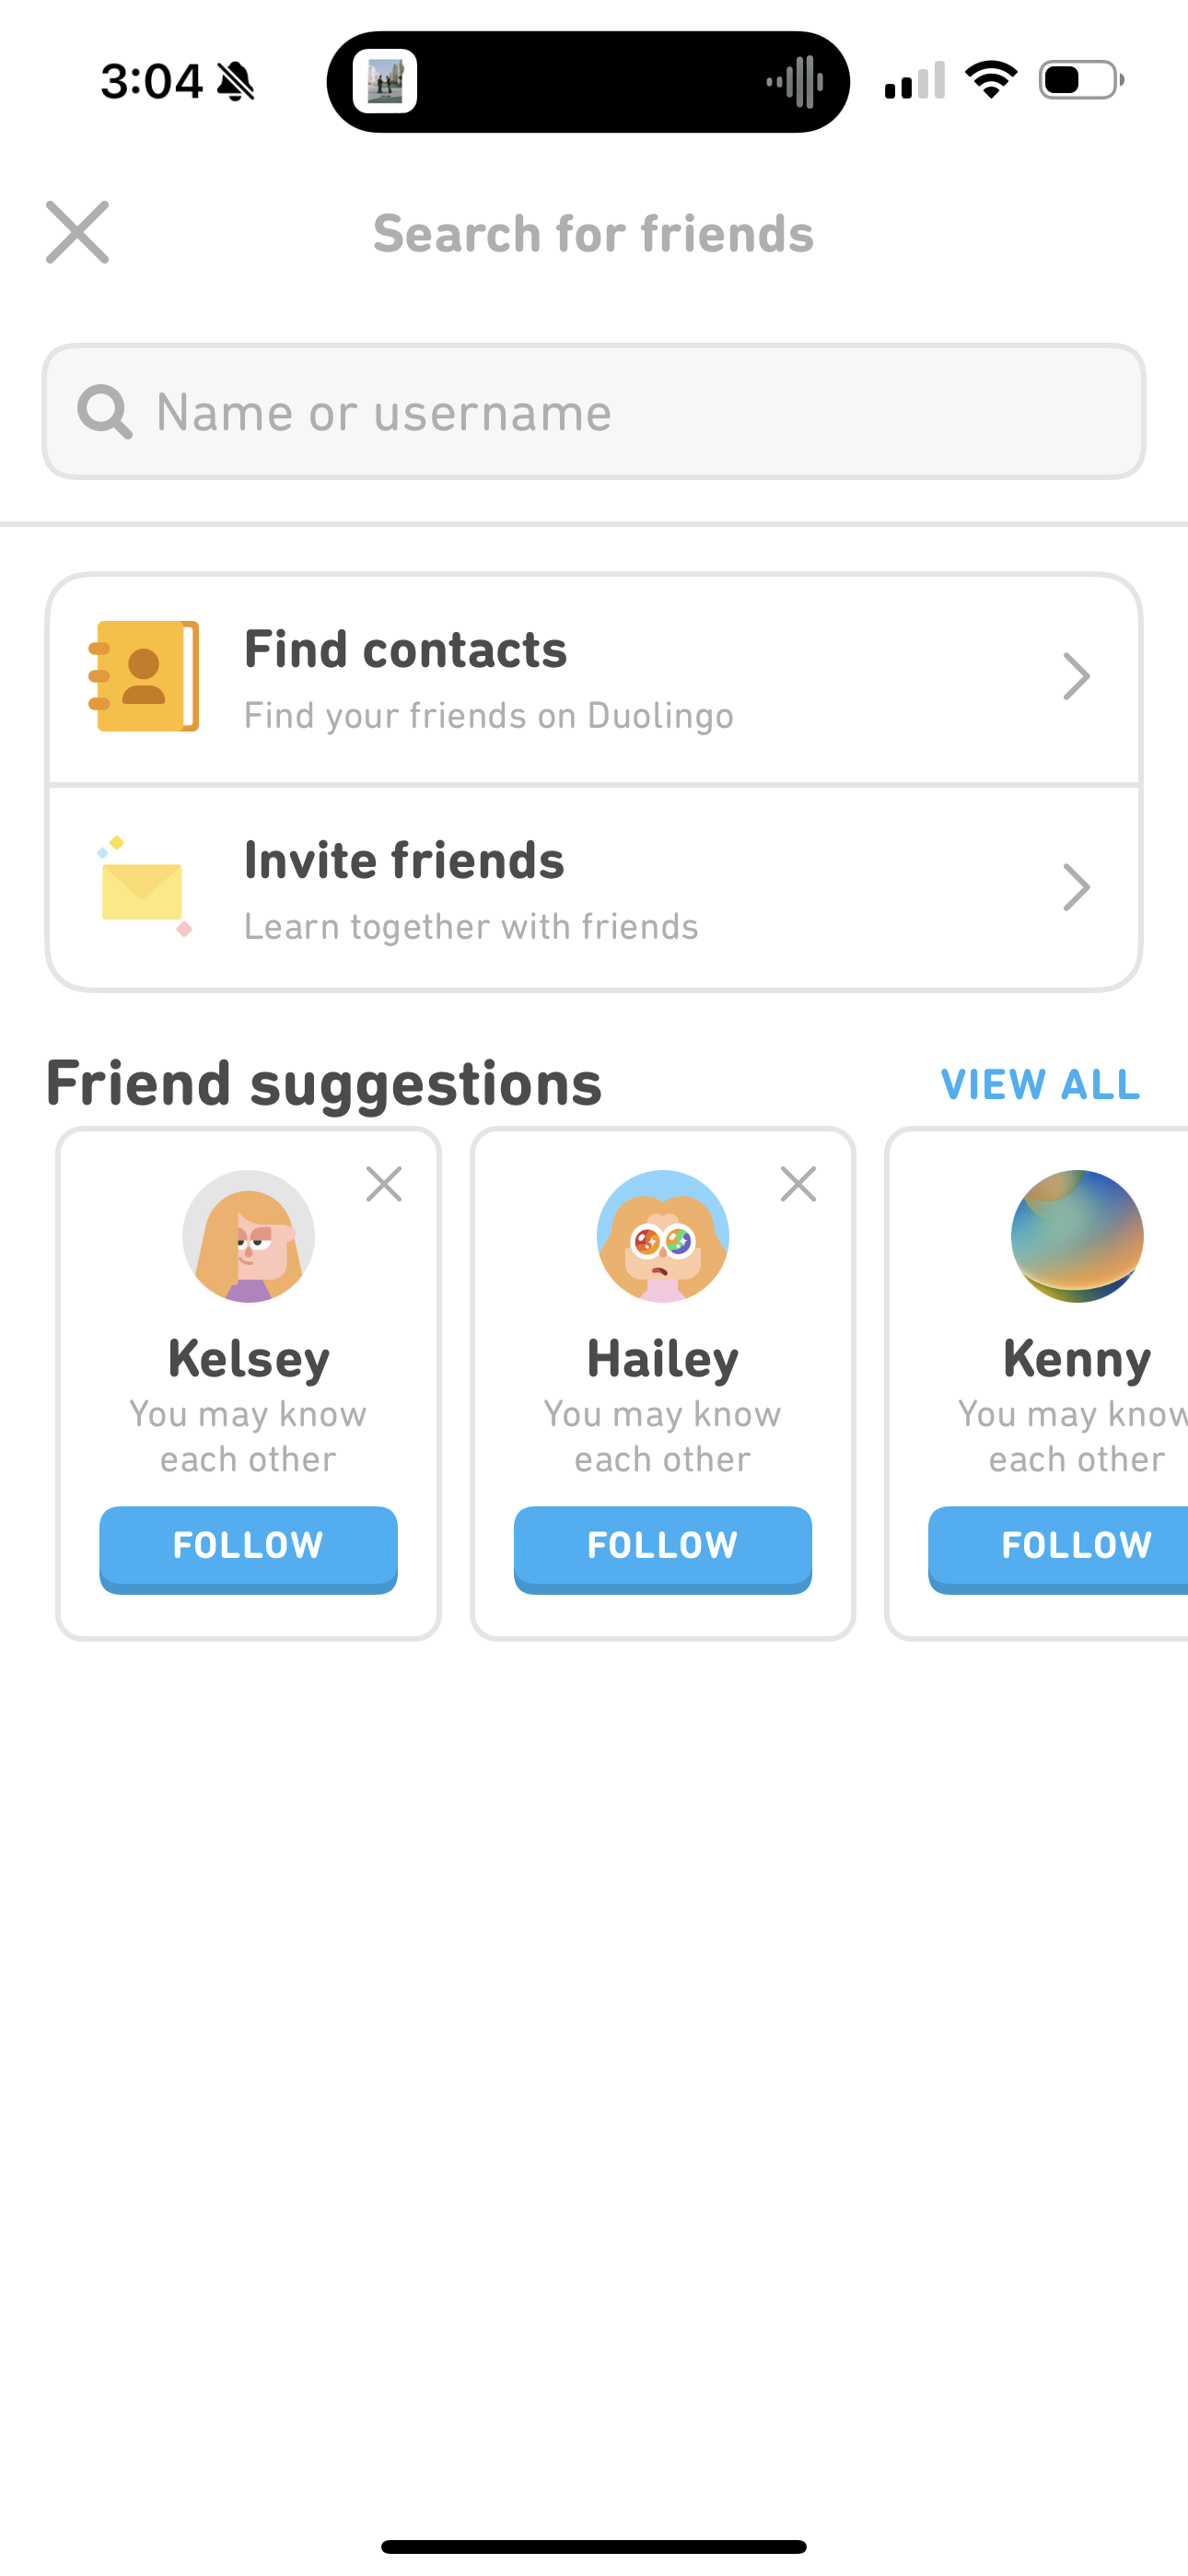 3:04
Search for friends
Name or username
Find contacts
Find your friends on Duolingo
Invite friends
Learn together with friends
Friend suggestions
VIEW ALL
Kelsey
You may know
each other
FOLLOW
Hailey
You may know
each other
FOLLOW
Kenny
You may know
each other
FOLLOW